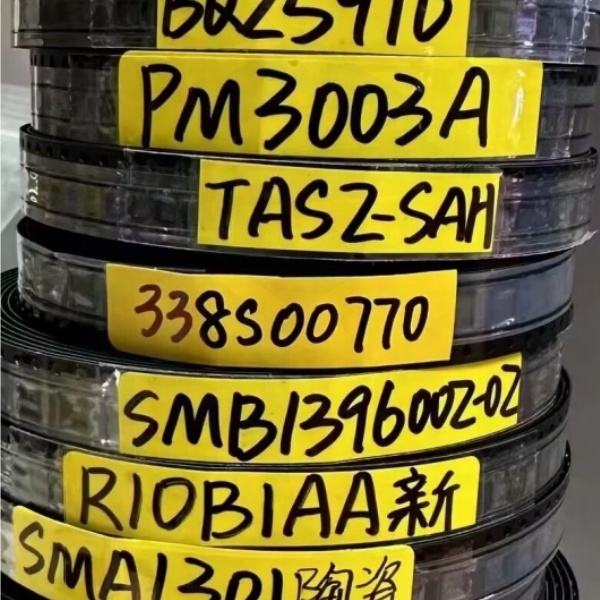 BQ25970
PM3003A
TAS2-SAH
338S00770
SMB1396002-02
R10B1AA新
SMA1301陶瓷